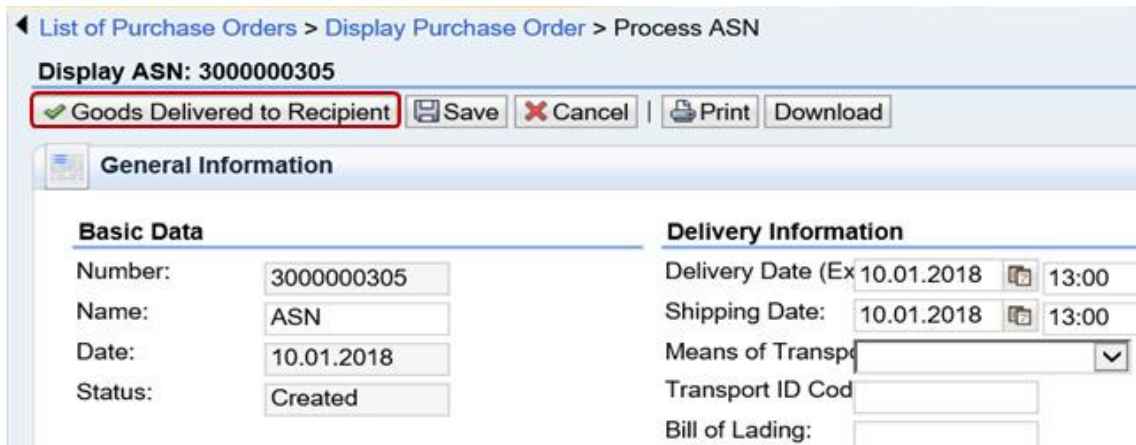 List of Purchase Orders > Display Purchase Order > Process ASN
Display ASN: 3000000305
Goods Delivered to Recipient Save Cancel | Print Download
General Information
Basic Data
Number: 3000000305
Name: ASN
Date: 10.01.2018
Status: Created
Delivery Information
Delivery Date (Ex 10.01.2018 13:00
Shipping Date: 10.01.2018 13:00
Means of Transpo
Transport ID Cod
Bill of Lading: